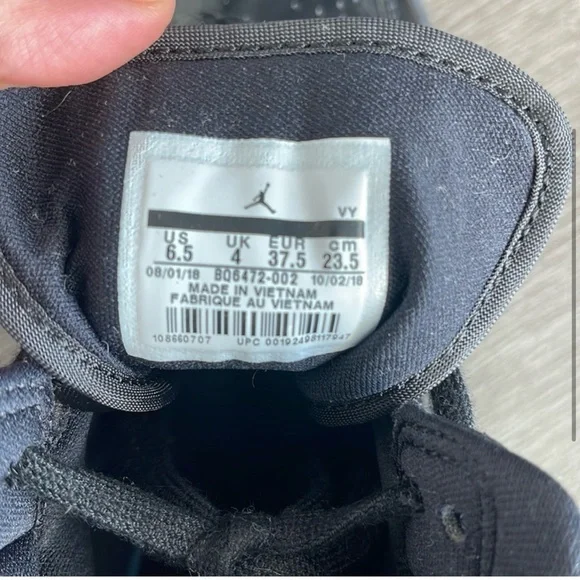 VY
US UK EUR cm
6.5 4 37.5 23.5
08/01/18 BQ6472-002 10/02/18
MADE IN VIETNAM
FABRIQUE AU VIETNAM
108660707 UPC 00192498117947